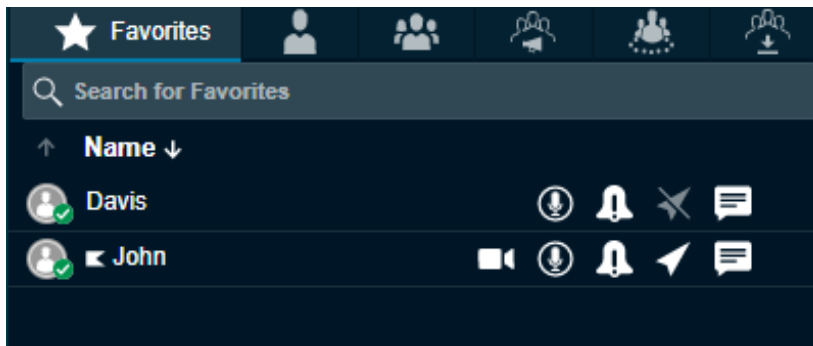 Favorites
Search for Favorites
Name
Davis
John